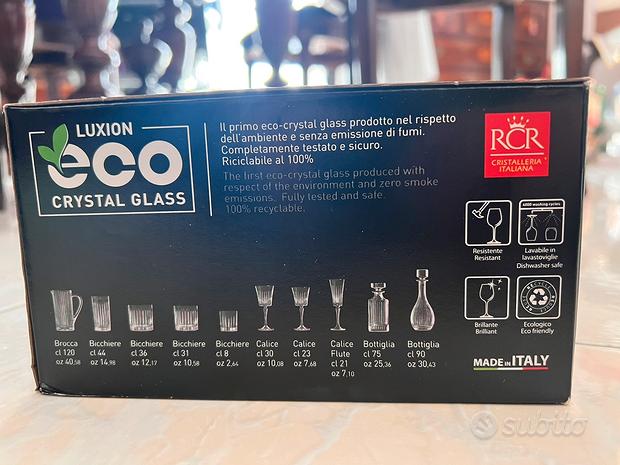 LUXION
eco
CRYSTAL GLASS
Il primo eco-crystal glass prodotto nel rispetto
dell'ambiente e senza emissione di fumi.
Completamente testato e sicuro.
Riciclabile al 100%
The first eco-crystal glass produced with
respect of the environment and zero smoke
emissions. Fully tested and safe.
100% recyclable.
RCR
CRISTALLERIA
ITALIANA
Resistente
Resistant
4000 washing cycles
Lavabile in
lavastoviglie
Dishwasher safe
Brillante
Brilliant
Ecologico
Eco friendly
Brocca
cl 120
oz 40,58
Bicchiere
cl 44
oz 14,98
Bicchiere
cl 36
oz 12,17
Bicchiere
cl 31
oz 10,58
Bicchiere
cl 8
oz 2,64
Calice
cl 30
oz 10,08
Calice
cl 23
oz 7,68
Calice
Flute
cl 21
oz 7,10
Bottiglia
cl 75
oz 25,36
Bottiglia
cl 90
oz 30,43
MADE in ITALY
subito